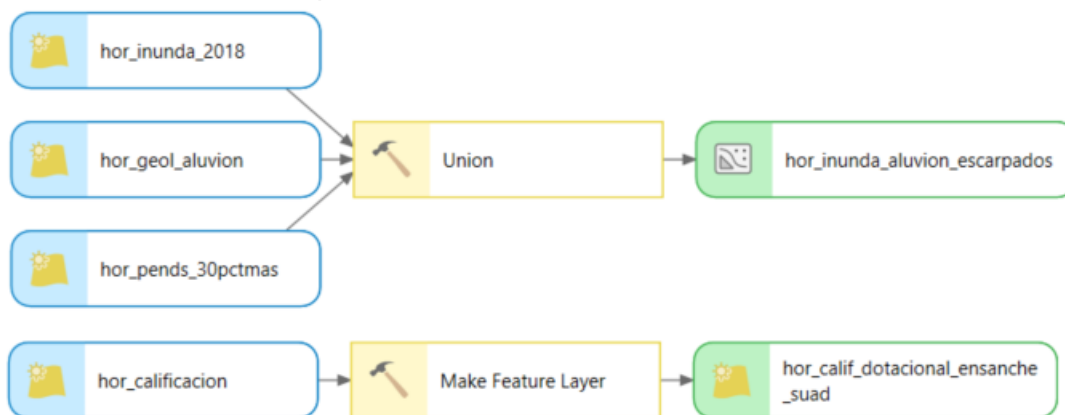 hor_inunda_2018
hor_geol_aluvion
Union
hor_inunda_aluvion_escarpados
hor_pends_30pctmas
hor_calificacion
Make Feature Layer
hor_calif_dotacional_ensanche
_suad